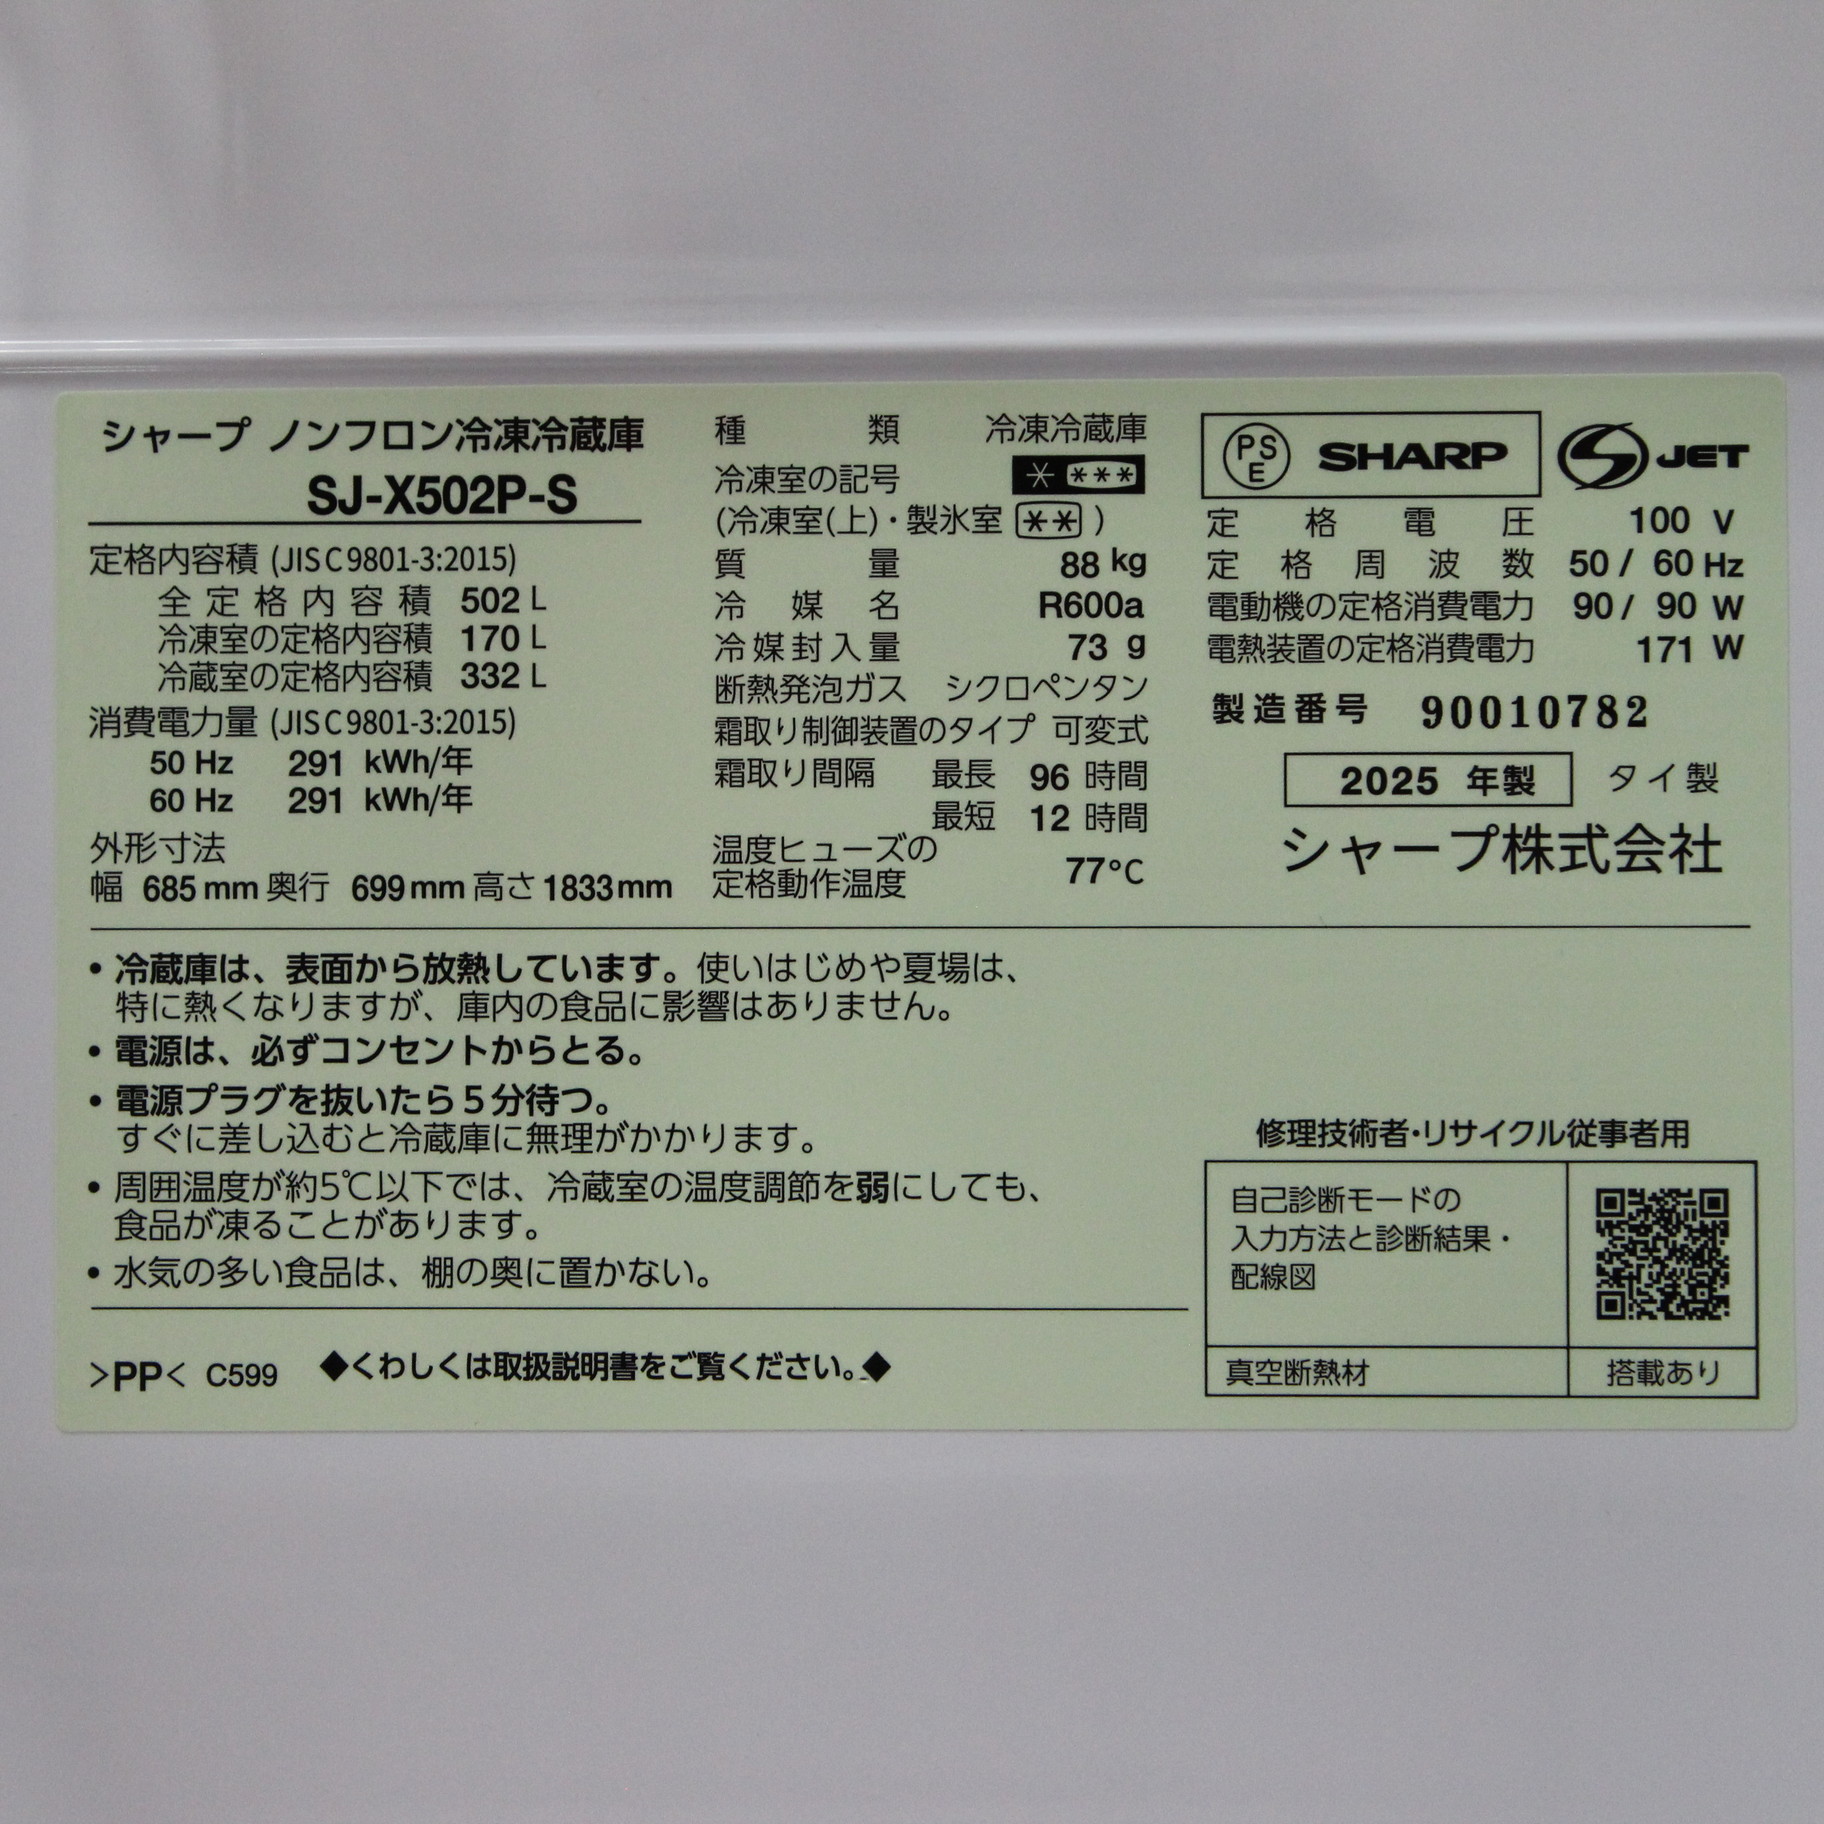 シャープ ノンフロン冷凍冷蔵庫
SJ-X502P-S
定格内容積 (JIS C 9801-3:2015)
全定格内容積 502 L
冷凍室の定格内容積 170 L
冷蔵室の定格内容積 332 L
消費電力量 (JIS C 9801-3:2015)
50 Hz 291 kWh/年
60 Hz 291 kWh/年
外形寸法
幅 685 mm 奥行 699 mm 高さ 1833 mm
種類 冷凍冷蔵庫
冷凍室の記号 * ***
(冷凍室(上)・製氷室 ** )
質量 88 kg
冷媒名 R600a
冷媒封入量 73 g
断熱発泡ガス シクロペンタン
霜取り制御装置のタイプ 可変式
霜取り間隔 最長 96 時間
最短 12 時間
温度ヒューズの
定格動作温度 77℃
PSE SHARP JET
定格電圧 100 V
定格周波数 50 / 60 Hz
電動機の定格消費電力 90 / 90 W
電熱装置の定格消費電力 171 W
製造番号 90010782
2025 年製 タイ製
シャープ株式会社
• 冷蔵庫は、表面から放熱しています。使いはじめや夏場は、
特に熱くなりますが、庫内の食品に影響はありません。
• 電源は、必ずコンセントからとる。
• 電源プラグを抜いたら5分待つ。
すぐに差し込むと冷蔵庫に無理がかかります。
• 周囲温度が約5℃以下では、冷蔵室の温度調節を弱にしても、
食品が凍ることがあります。
• 水気の多い食品は、棚の奥に置かない。
>PP< C599 ◆くわしくは取扱説明書をご覧ください。◆
修理技術者・リサイクル従事者用
自己診断モードの
入力方法と診断結果・
配線図
真空断熱材 搭載あり